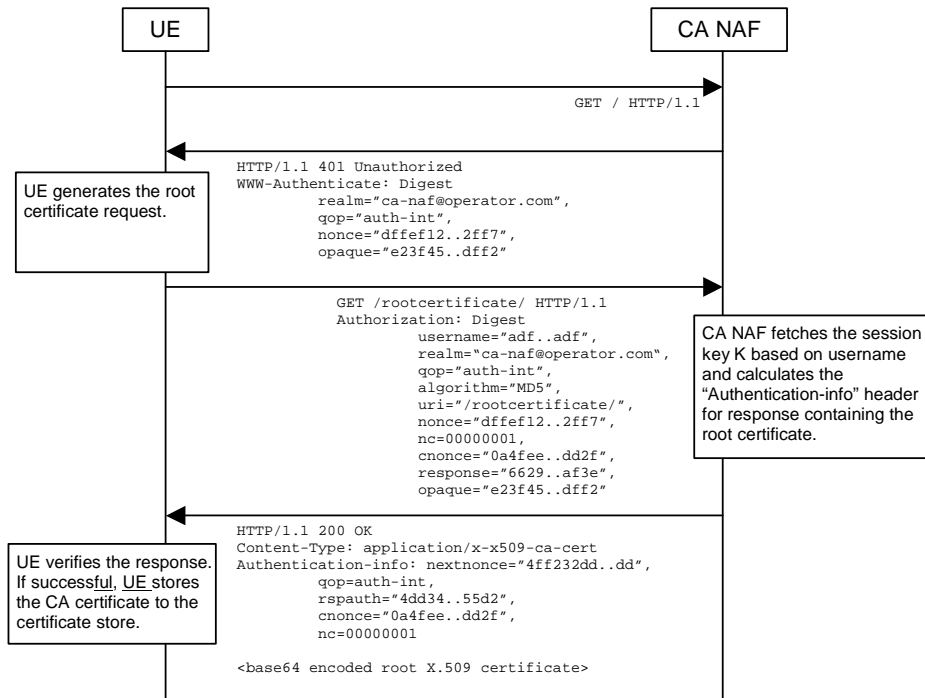 UE
CA NAF
GET / HTTP/1.1
HTTP/1.1 401 Unauthorized
WWW-Authenticate: Digest
realm="ca-naf@operator.com",
qop="auth-int",
nonce="dffef12..2ff7",
opaque="e23f45..dff2"
UE generates the root
certificate request.
GET /rootcertificate/ HTTP/1.1
Authorization: Digest
username="adf..adf",
realm="ca-naf@operator.com“,
qop="auth-int",
algorithm="MD5",
uri="/rootcertificate/",
nonce="dffef12..2ff7",
nc=00000001,
cnonce="0a4fee..dd2f",
response="6629..af3e",
opaque="e23f45..dff2"
CA NAF fetches the session
key K based on username
and calculates the
“Authentication-info” header
for response containing the
root certificate.
HTTP/1.1 200 OK
Content-Type: application/x-x509-ca-cert
Authentication-info: nextnonce="4ff232dd..dd",
qop=auth-int,
rspauth="4dd34..55d2",
cnonce="0a4fee..dd2f",
nc=00000001
<base64 encoded root X.509 certificate>
UE verifies the response.
If successful, UE stores
the CA certificate to the
certificate store.